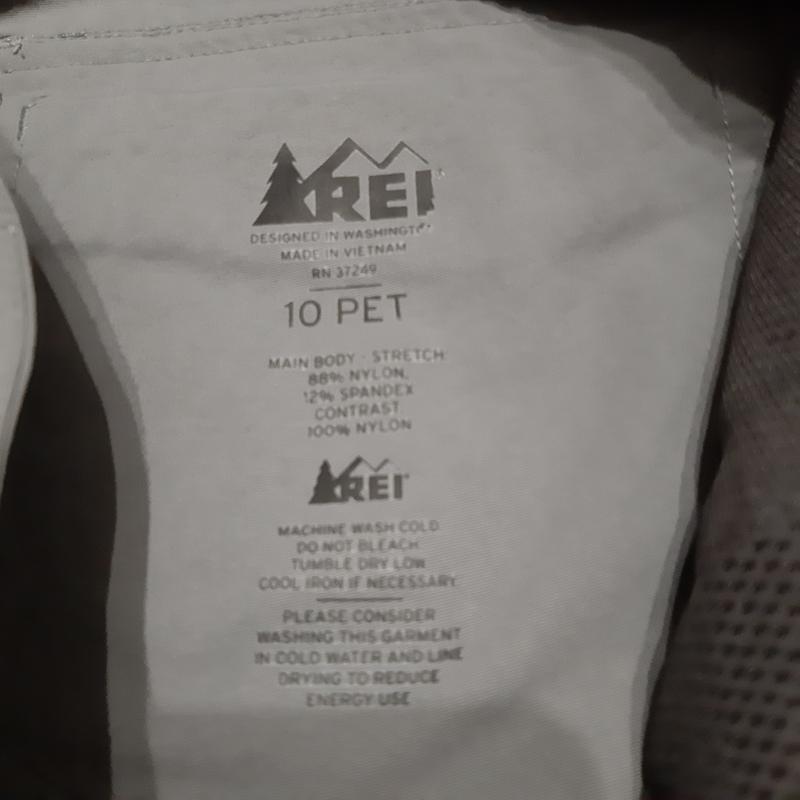 REI
DESIGNED IN WASHINGTON
MADE IN VIETNAM
RN 37249
10 PET
MAIN BODY - STRETCH
88% NYLON,
12% SPANDEX
CONTRAST
100% NYLON
REI
MACHINE WASH COLD
DO NOT BLEACH
TUMBLE DRY LOW
COOL IRON IF NECESSARY
PLEASE CONSIDER
WASHING THIS GARMENT
IN COLD WATER AND LINE
DRYING TO REDUCE
ENERGY USE